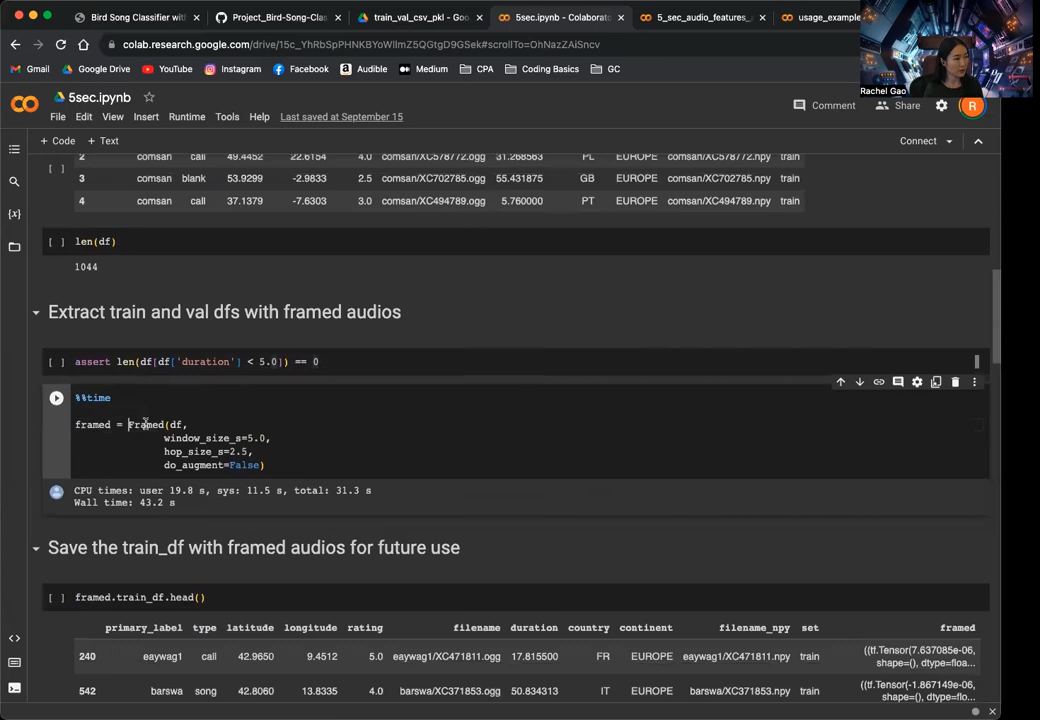 Bird Song Classifier with
Project_Bird-Song-Clas
train_val_csv_pkl - Goo
5sec.ipynb - Colaborato
5_sec_audio_features_
usage_example
colab.research.google.com/drive/15c_YhRbSpPHNKBYoWlImZ5QGtgD9GSek#scrollTo=OhNazZAiSncv
Gmail
Google Drive
YouTube
Instagram
Facebook
Audible
Medium
CPA
Coding Basics
GC
Rachel Gao
5sec.ipynb
Comment
Share
R
File Edit View Insert Runtime Tools Help Last saved at September 15
+ Code + Text
Connect
2 comsan call 49.4452 22.6154 4.0 comsan/XC578772.ogg 31.268563 PL EUROPE comsan/XC578772.npy train
[ ]
3 comsan blank 53.9299 -2.9833 2.5 comsan/XC702785.ogg 55.431875 GB EUROPE comsan/XC702785.npy train
4 comsan call 37.1379 -7.6303 3.0 comsan/XC494789.ogg 5.760000 PT EUROPE comsan/XC494789.npy train
[ ] len(df)
1044
Extract train and val dfs with framed audios
[ ] assert len(df[df['duration'] < 5.0]) == 0
%%time
framed = Framed(df,
window_size_s=5.0,
hop_size_s=2.5,
do_augment=False)
CPU times: user 19.8 s, sys: 11.5 s, total: 31.3 s
Wall time: 43.2 s
Save the train_df with framed audios for future use
[ ] framed.train_df.head()
primary_label type latitude longitude rating filename duration country continent filename_npy set framed
240 eaywag1 call 42.9650 9.4512 5.0 eaywag1/XC471811.ogg 17.815500 FR EUROPE eaywag1/XC471811.npy train ((tf.Tensor(7.637085e-06, shape=(), dtype=floa...
542 barswa song 42.8060 13.8335 4.0 barswa/XC371853.ogg 50.834313 IT EUROPE barswa/XC371853.npy train ((tf.Tensor(-1.867149e-06, shape=(), dtype=floa...